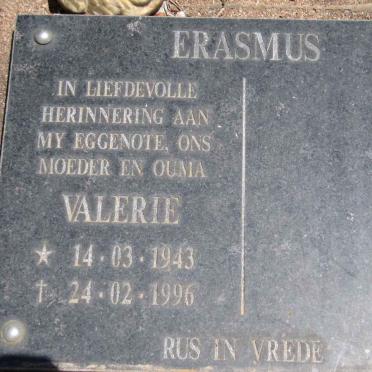 ERASMUS
IN LIEFDEVOLLE
HERINNERING AAN
MY EGGENOTE, ONS
MOEDER EN OUMA
VALERIE
☆ 14·03·1943
† 24·02·1996
RUS IN VREDE